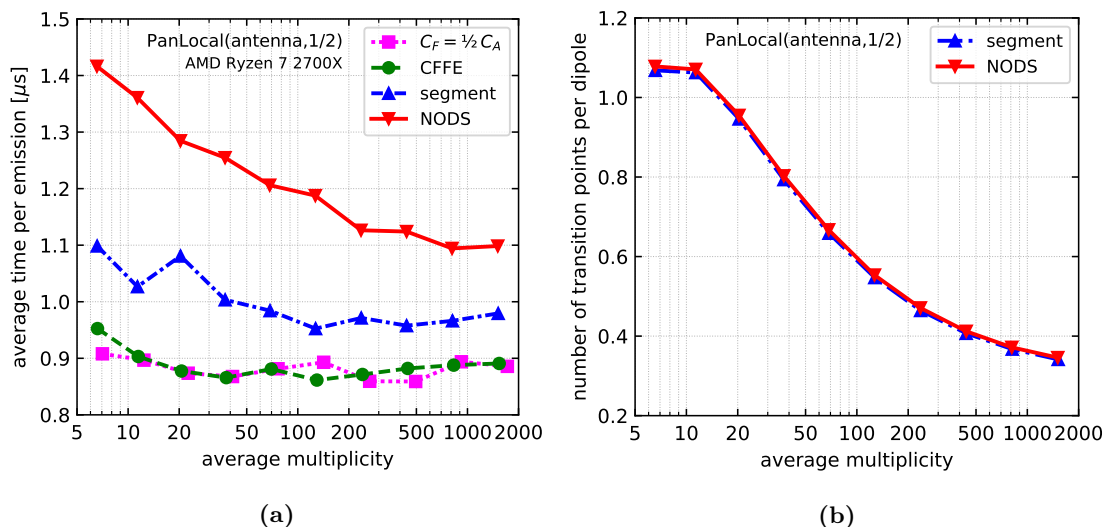 1.5
1.4
1.3
1.2
1.1
1.0
0.9
0.8
average time per emission [μs]
PanLocal(antenna,1/2)
AMD Ryzen 7 2700X
C_F = ½ C_A
CFFE
segment
NODS
5 10 20 50 100 200 500 1000 2000
average multiplicity
(a)
1.2
1.0
0.8
0.6
0.4
0.2
number of transition points per dipole
PanLocal(antenna,1/2)
segment
NODS
5 10 20 50 100 200 500 1000 2000
average multiplicity
(b)